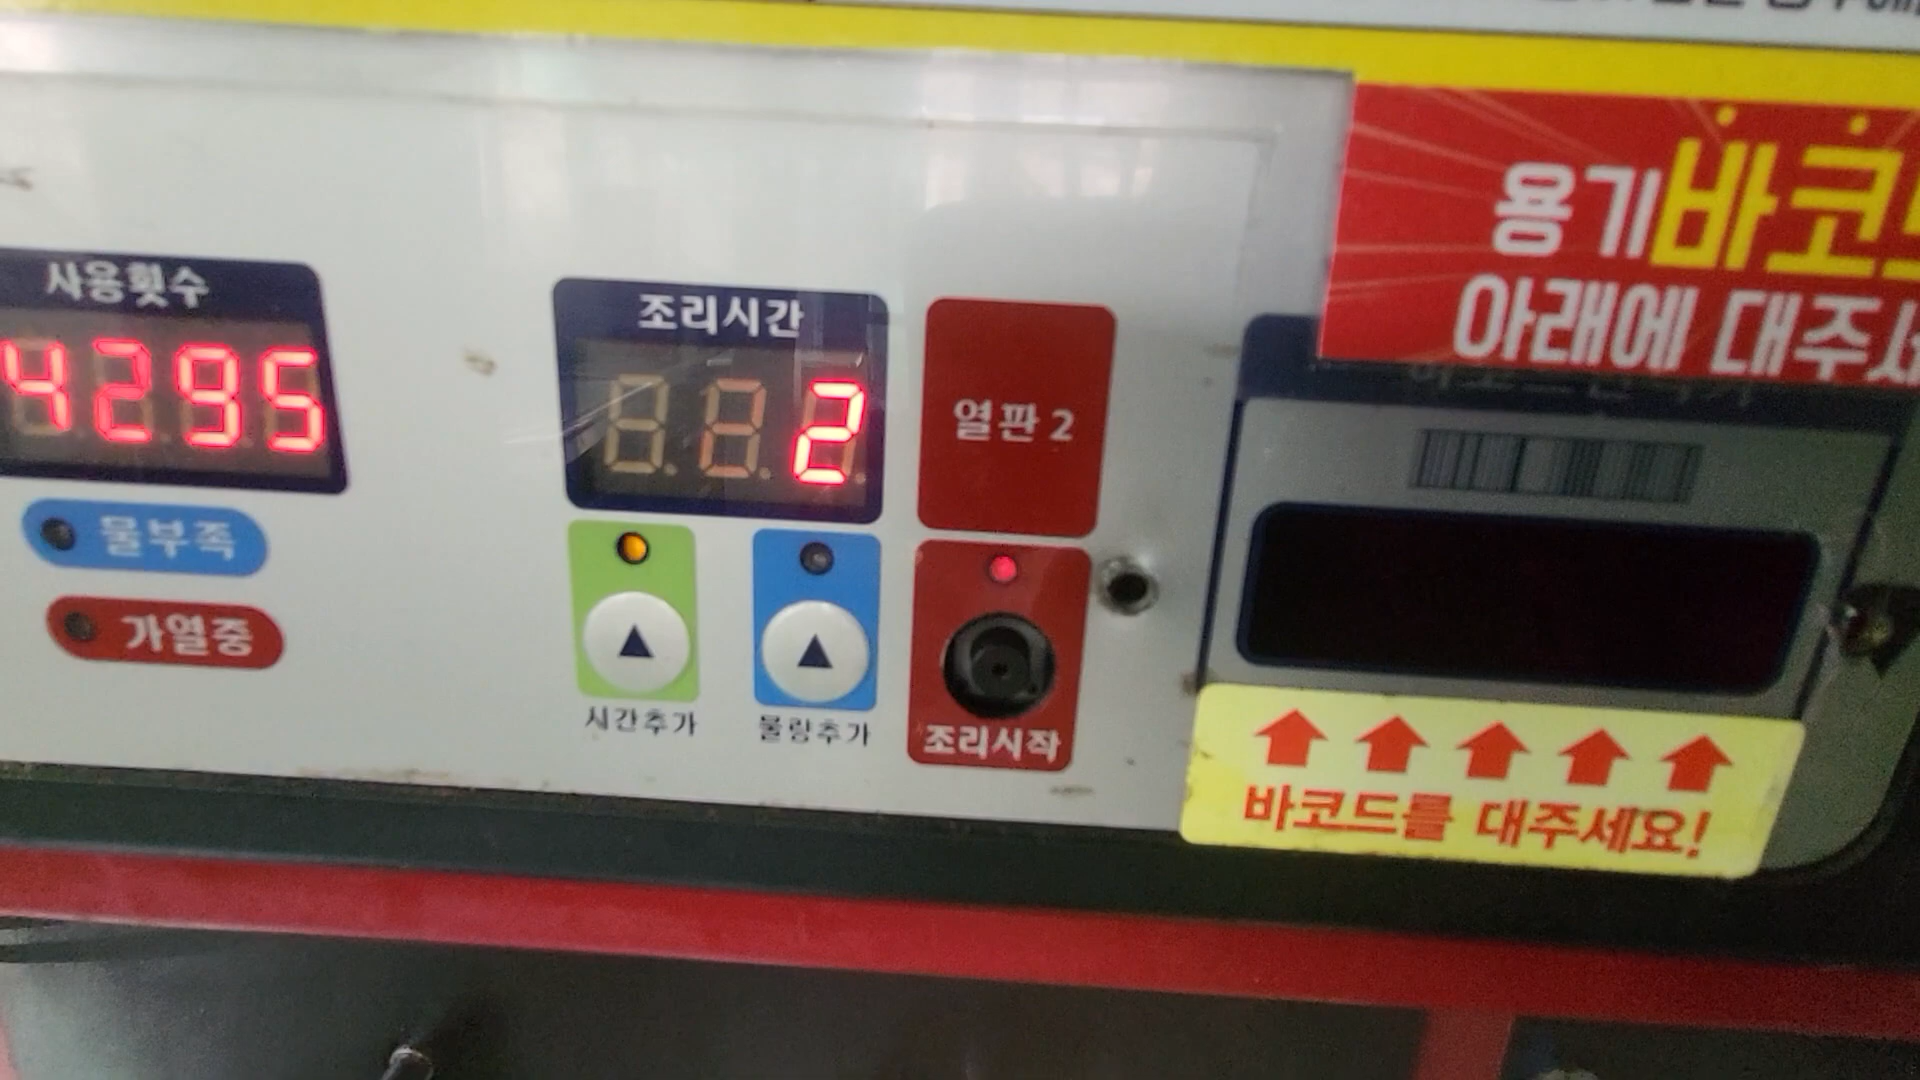 용기바코
아래에 대주세
사용횟수
4295
조리시간
2
열판 2
물부족
가열중
시간추가
물량추가
조리시작
바코드를 대주세요!